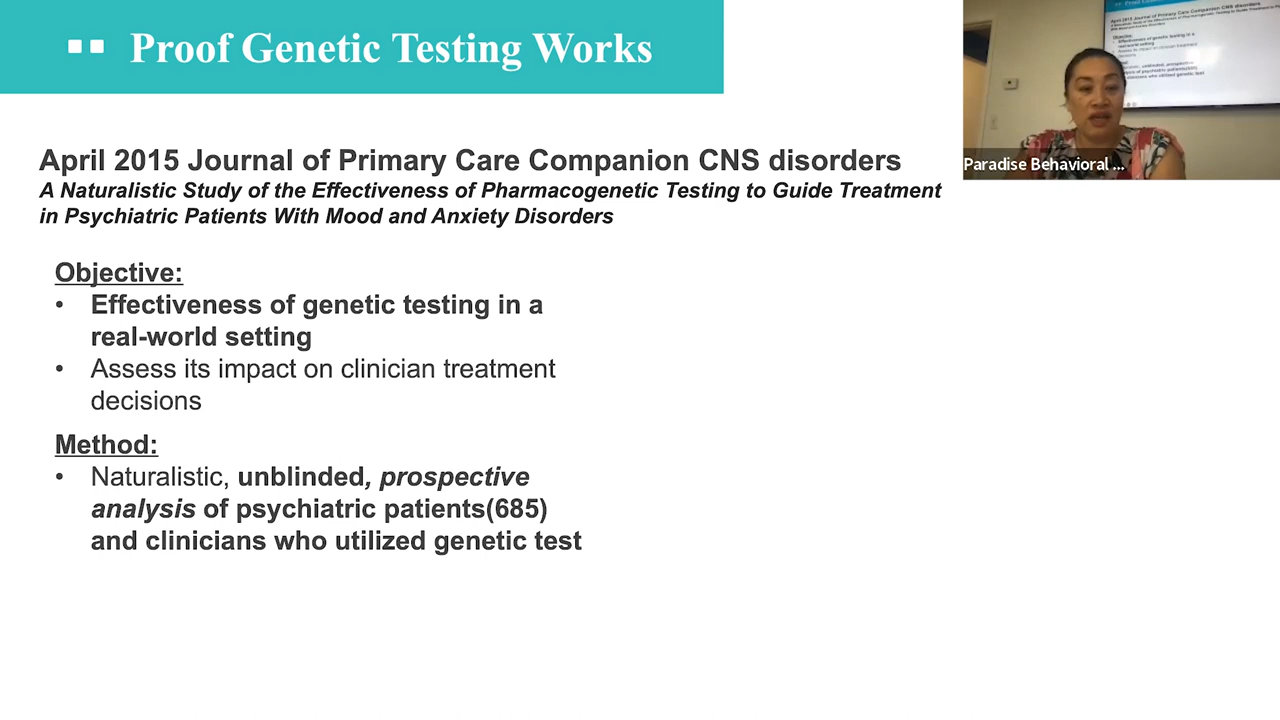 Proof Genetic Testing Works
April 2015 Journal of Primary Care Companion CNS disorders
A Naturalistic Study of the Effectiveness of Pharmacogenetic Testing to Guide Treatment
in Psychiatric Patients With Mood and Anxiety Disorders
Objective:
• Effectiveness of genetic testing in a
real-world setting
• Assess its impact on clinician treatment
decisions
Method:
• Naturalistic, unblinded, prospective
analysis of psychiatric patients(685)
and clinicians who utilized genetic test
Paradise Behavioral ...